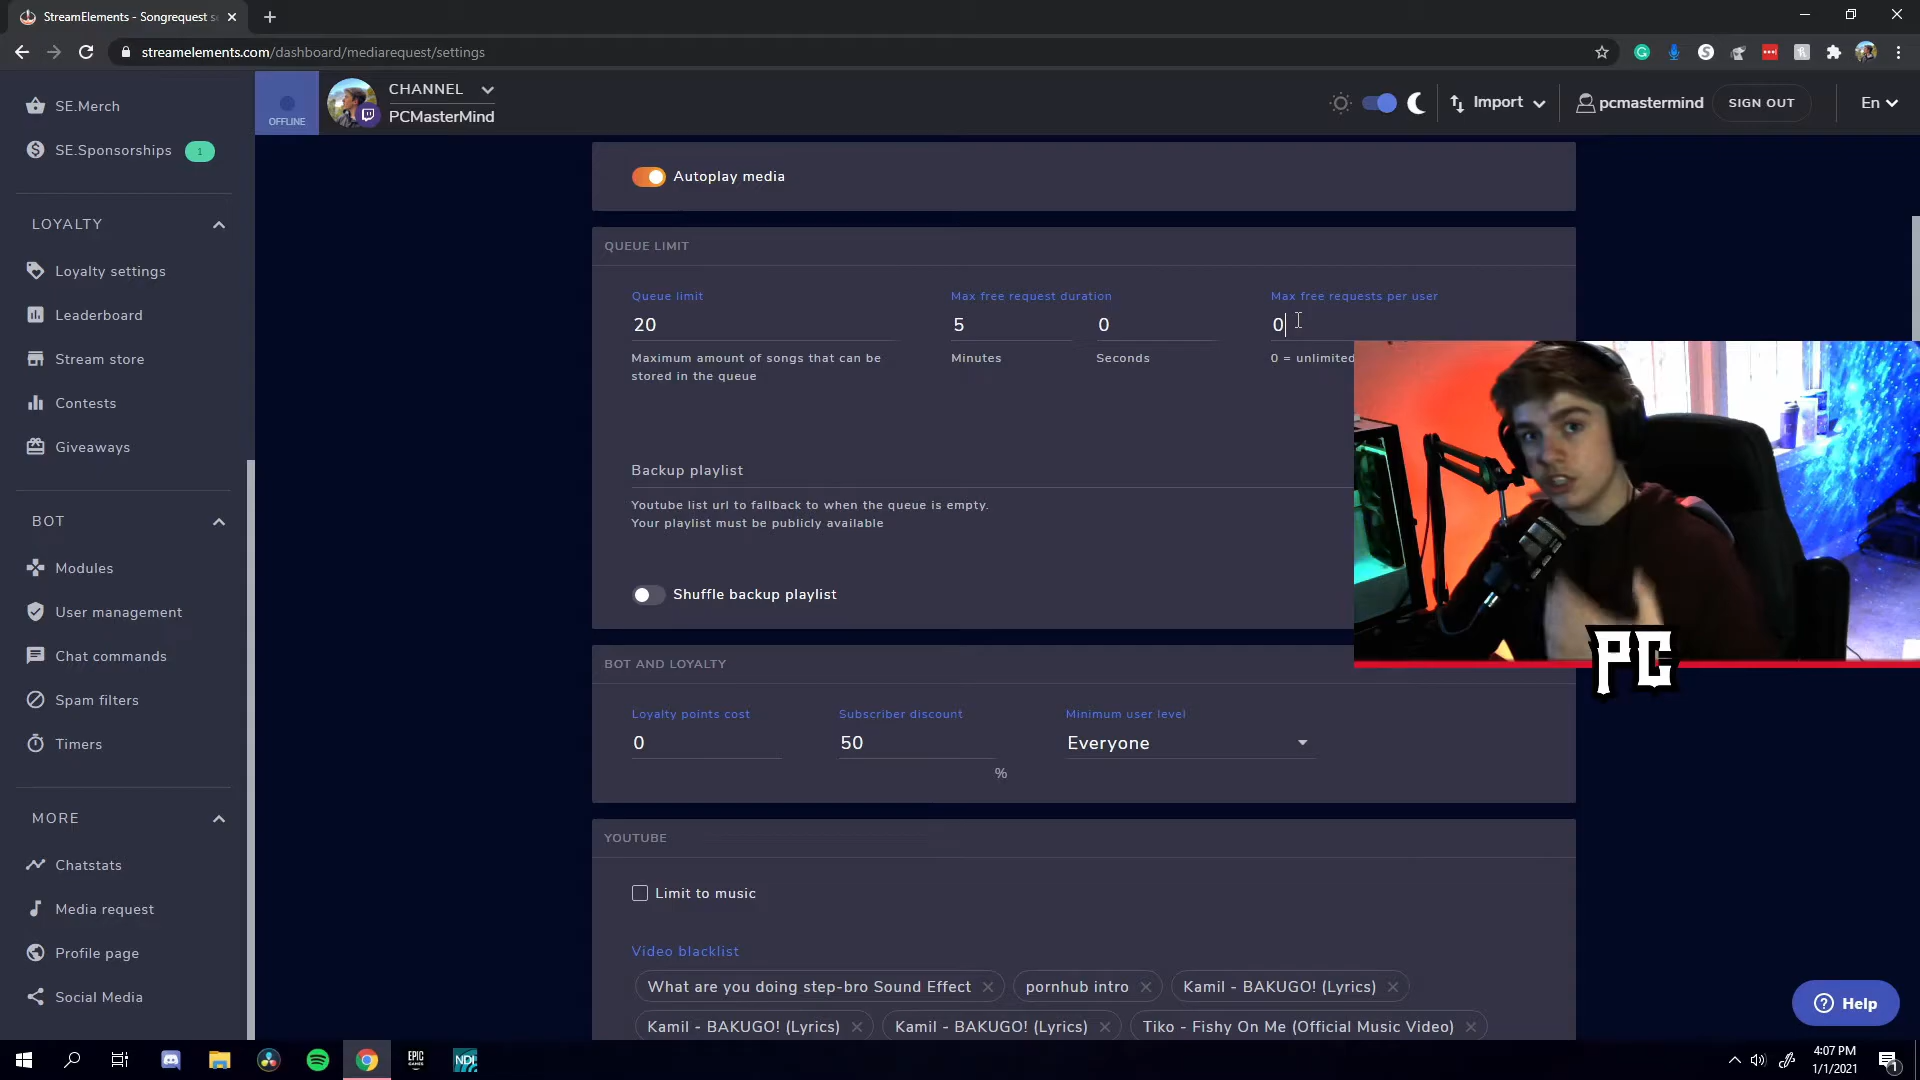 StreamElements - Songrequest s
streamelements.com/dashboard/mediarequest/settings
SE.Merch
SE.Sponsorships 1
LOYALTY
Loyalty settings
Leaderboard
Stream store
Contests
Giveaways
BOT
Modules
User management
Chat commands
Spam filters
Timers
MORE
Chatstats
Media request
Profile page
Social Media
OFFLINE
CHANNEL
PCMasterMind
Import
pcmastermind
SIGN OUT
En
Autoplay media
QUEUE LIMIT
Queue limit
20
Maximum amount of songs that can be
stored in the queue
Max free request duration
5 0
Minutes Seconds
Max free requests per user
0
0 = unlimited
Backup playlist
Youtube list url to fallback to when the queue is empty.
Your playlist must be publicly available
Shuffle backup playlist
PC
BOT AND LOYALTY
Loyalty points cost
0
Subscriber discount
50
%
Minimum user level
Everyone
YOUTUBE
Limit to music
Video blacklist
What are you doing step-bro Sound Effect
pornhub intro
Kamil - BAKUGO! (Lyrics)
Kamil - BAKUGO! (Lyrics)
Kamil - BAKUGO! (Lyrics)
Tiko - Fishy On Me (Official Music Video)
Help
EPIC
GAMES
NDI
4:07 PM
1/1/2021
1